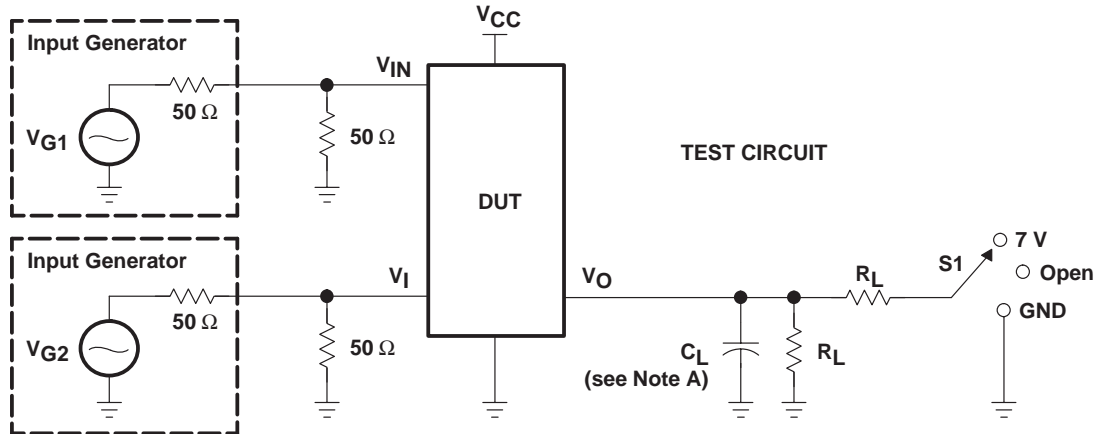 Input Generator
50 Ω
VG1
50 Ω
VIN
VCC
DUT
TEST CIRCUIT
Input Generator
50 Ω
VG2
50 Ω
VI
VO
CL
(see Note A)
RL
RL
S1
7 V
Open
GND